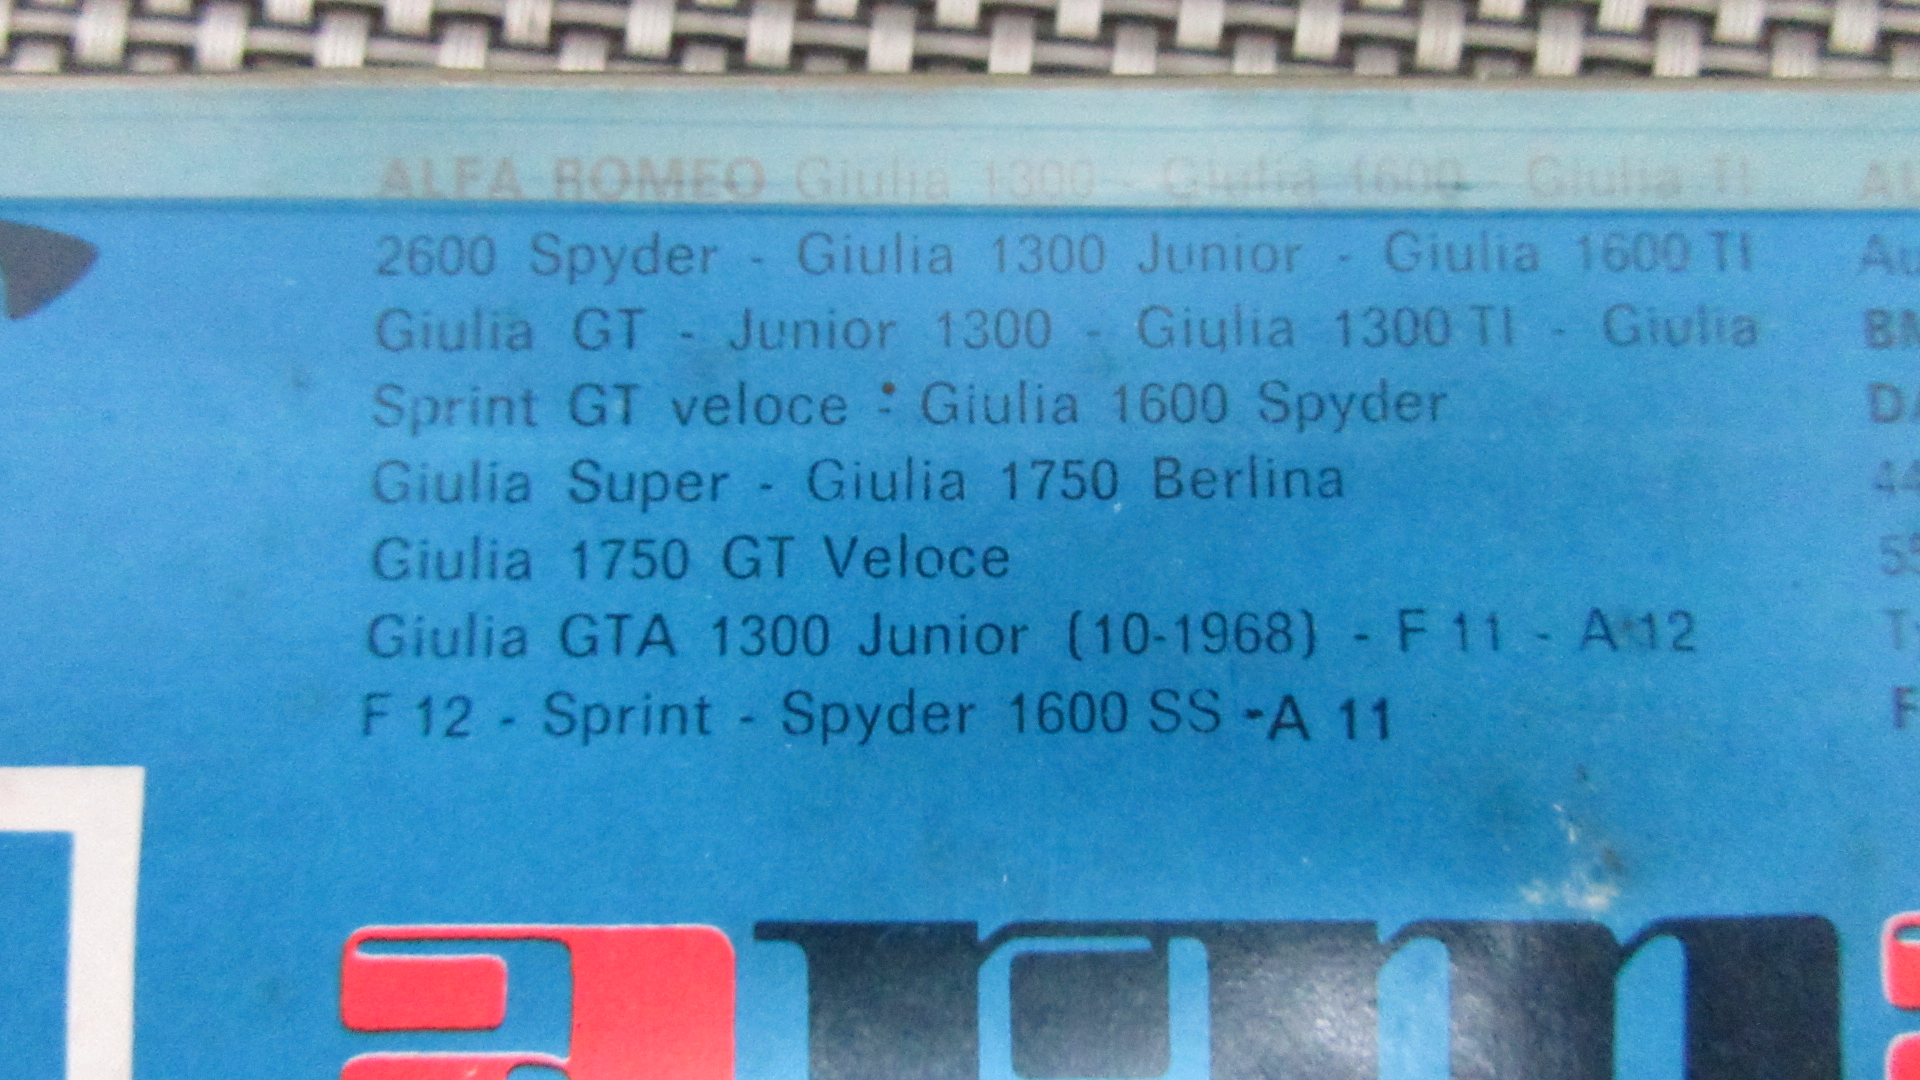 ALFA ROMEO Giulia 1300 - Giulia 1600 - Giulia TI
2600 Spyder - Giulia 1300 Junior - Giulia 1600 TI
Giulia GT - Junior 1300 - Giulia 1300 TI - Giulia
Sprint GT veloce - Giulia 1600 Spyder
Giulia Super - Giulia 1750 Berlina
Giulia 1750 GT Veloce
Giulia GTA 1300 Junior (10-1968) - F 11 - A 12
F 12 - Sprint - Spyder 1600 SS - A 11